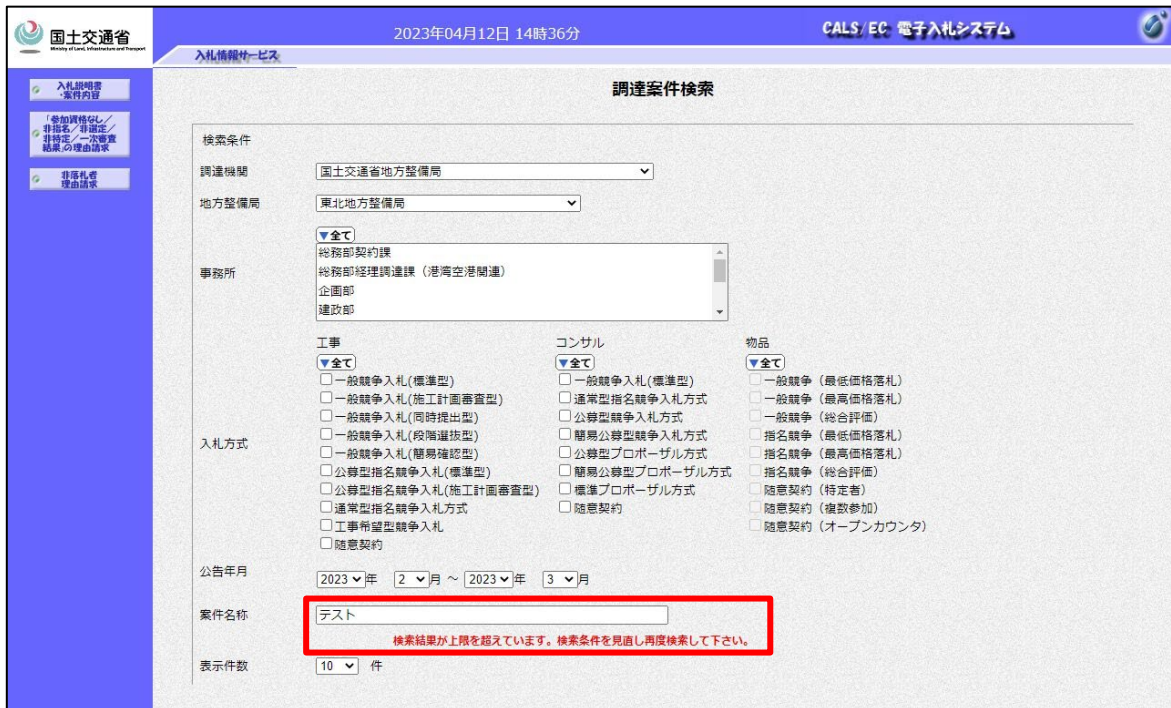 国土交通省
Ministry of Land, Infrastructure and Transport
2023年04月12日 14時36分
CALS/EC 電子入札システム
入札情報サービス
入札説明書
・案件内容
「参加資格なし/
非指名/非選定/
非特定/一次審査
結果」の理由請求
非落札者
理由請求
調達案件検索
検索条件
調達機関
国土交通省地方整備局
地方整備局
東北地方整備局
事務所
▼全て
総務部契約課
総務部経理調達課（港湾空港関連）
企画部
建政部
入札方式
工事
▼全て
一般競争入札(標準型)
一般競争入札(施工計画審査型)
一般競争入札(同時提出型)
一般競争入札(段階選抜型)
一般競争入札(簡易確認型)
公募型指名競争入札(標準型)
公募型指名競争入札(施工計画審査型)
通常型指名競争入札方式
工事希望型競争入札
随意契約
コンサル
▼全て
一般競争入札(標準型)
通常型指名競争入札方式
公募型競争入札方式
簡易公募型競争入札方式
公募型プロポーザル方式
簡易公募型プロポーザル方式
標準プロポーザル方式
随意契約
物品
▼全て
一般競争（最低価格落札）
一般競争（最高価格落札）
一般競争（総合評価）
指名競争（最低価格落札）
指名競争（最高価格落札）
指名競争（総合評価）
随意契約（特定者）
随意契約（複数参加）
随意契約（オープンカウンタ）
公告年月
2023 年 2 月 ～ 2023 年 3 月
案件名称
テスト
検索結果が上限を超えています。検索条件を見直し再度検索して下さい。
表示件数
10 件